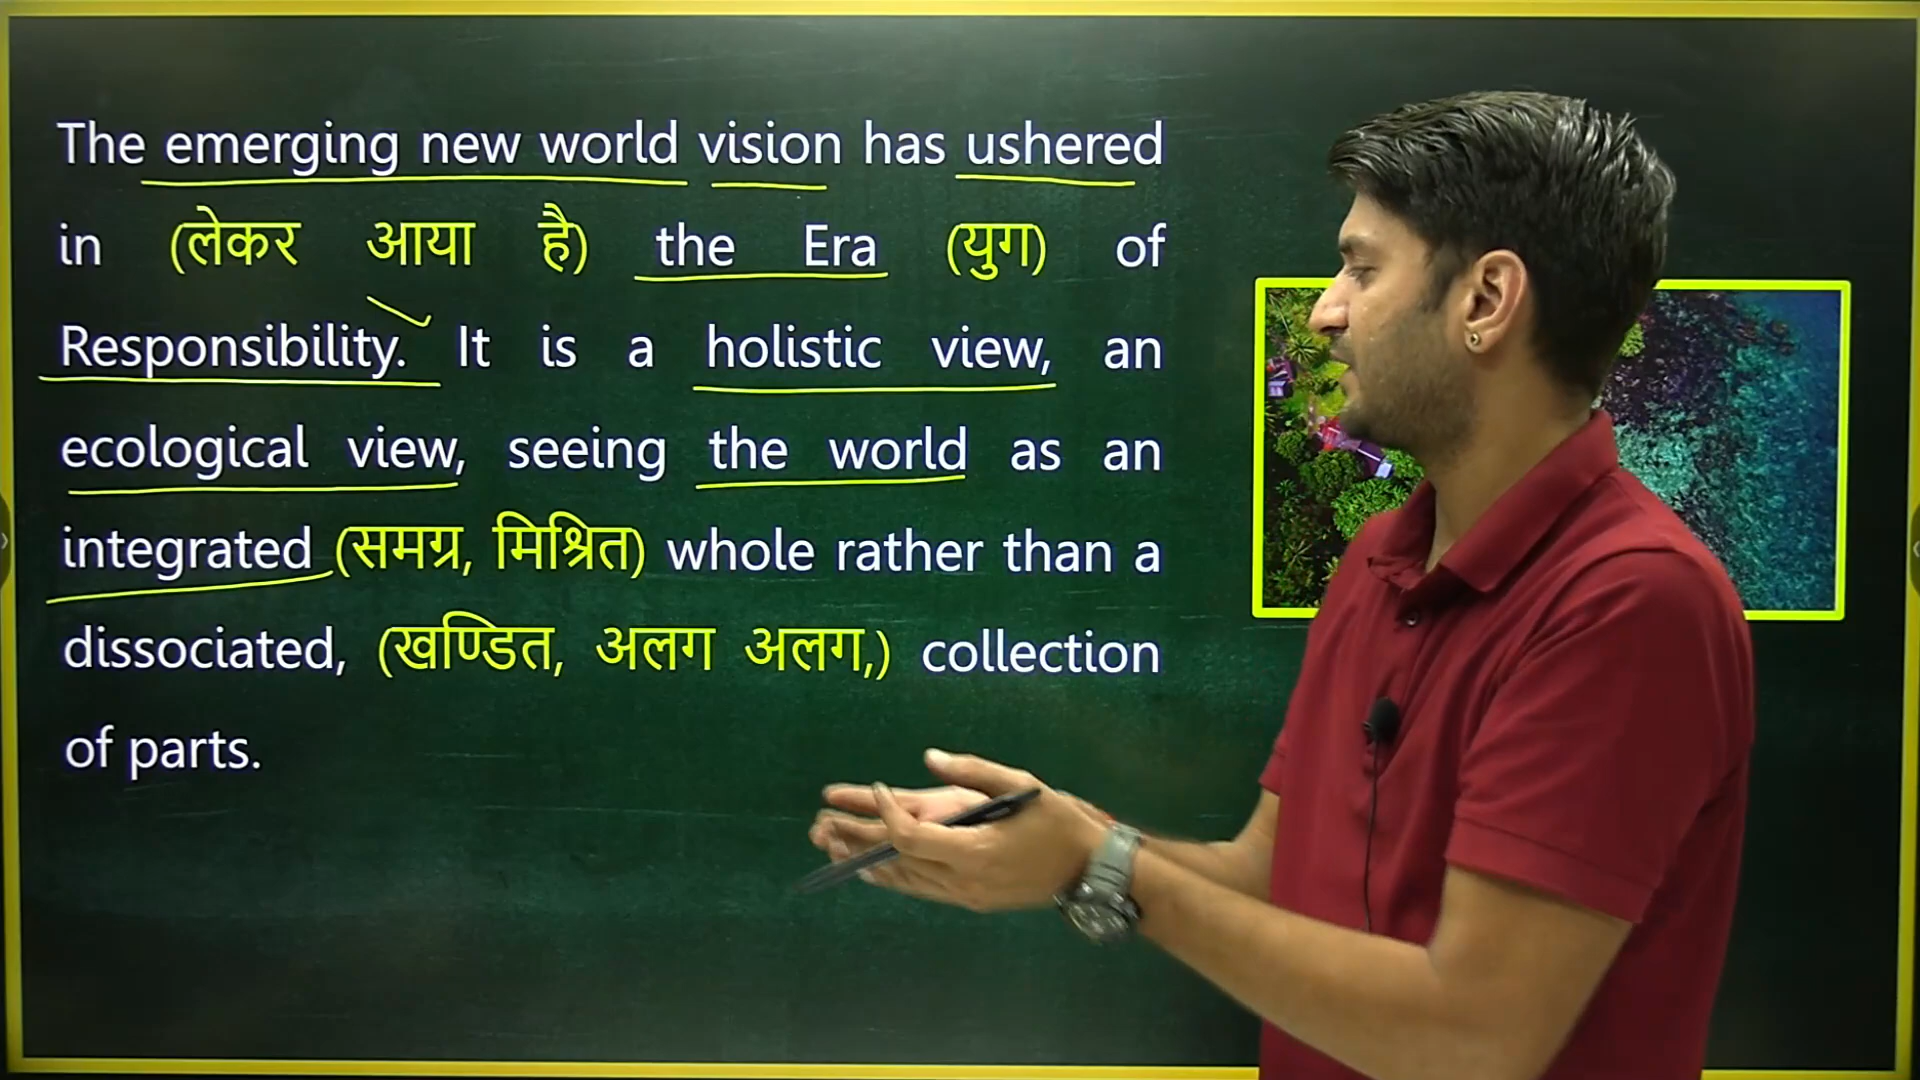 The emerging new world vision has ushered
in (लेकर आया है) the Era (युग) of
Responsibility. It is a holistic view, an
ecological view, seeing the world as an
integrated (समग्र, मिश्रित) whole rather than a
dissociated, (खण्डित, अलग अलग,) collection
of parts.